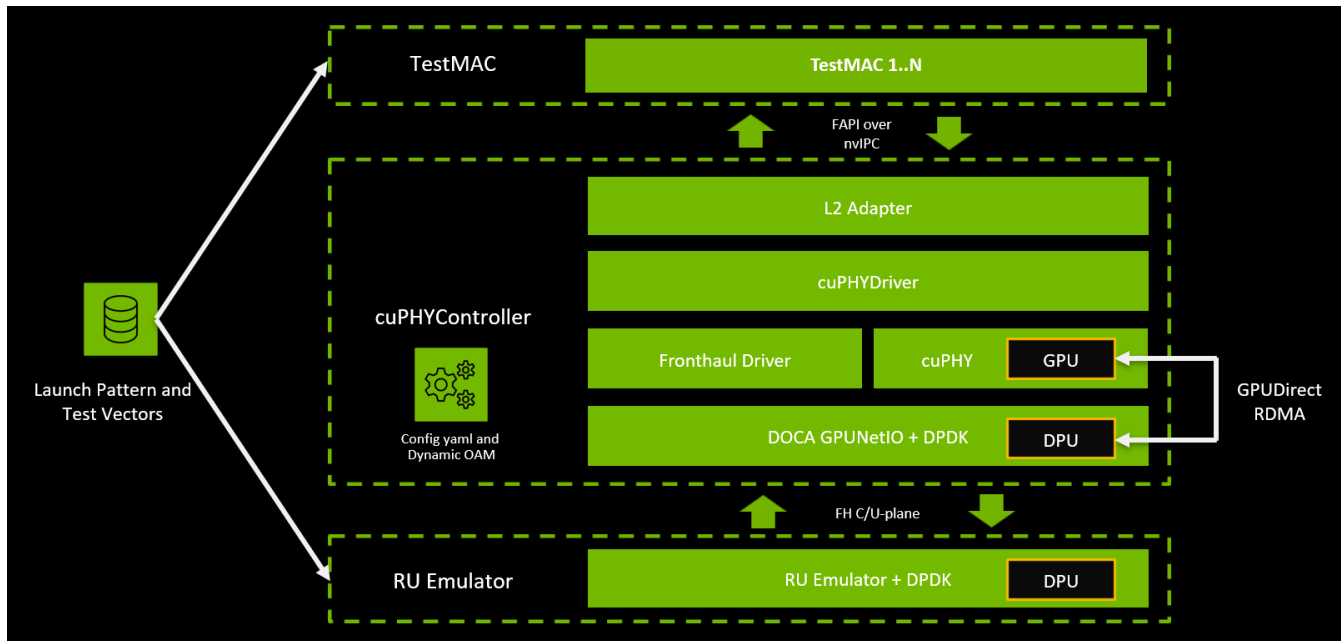 TestMAC
TestMAC 1..N
FAPI over
nvIPC
L2 Adapter
cuPHYDriver
cuPHYController
Fronthaul Driver
cuPHY
GPU
Launch Pattern and
Test Vectors
GPUDirect
RDMA
Config yaml and
Dynamic OAM
DOCA GPUNetIO + DPDK
DPU
FH C/U-plane
RU Emulator
RU Emulator + DPDK
DPU